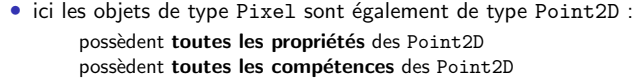 • ici les objets de type Pixel sont également de type Point2D :
possèdent toutes les propriétés des Point2D
possèdent toutes les compétences des Point2D